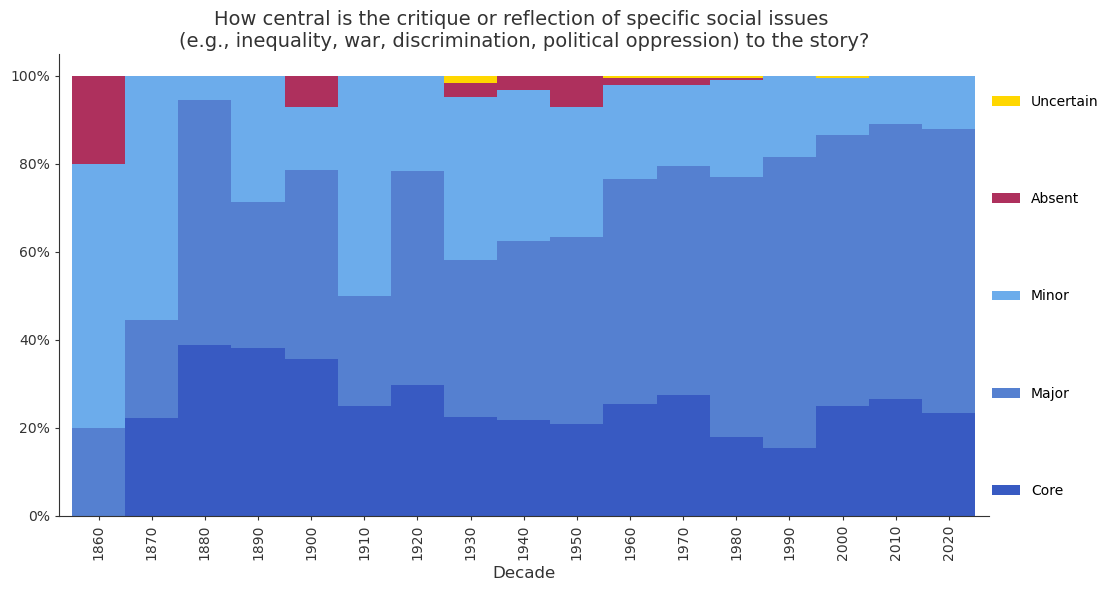 How central is the critique or reflection of specific social issues
(e.g., inequality, war, discrimination, political oppression) to the story?
100%
80%
60%
40%
20%
0%
Uncertain
Absent
Minor
Major
Core
1860
1870
1880
1890
1900
1910
1920
1930
1940
1950
1960
1970
1980
1990
2000
2010
2020
Decade